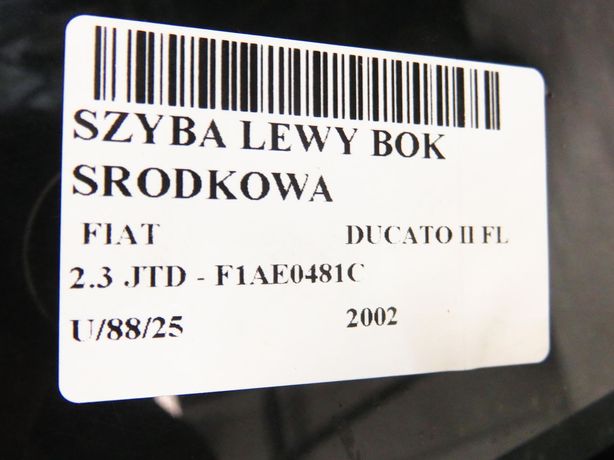 SZYBA LEWY BOK
SRODKOWA
FIAT DUCATO II FL
2.3 JTD - F1AE0481C
U/88/25 2002